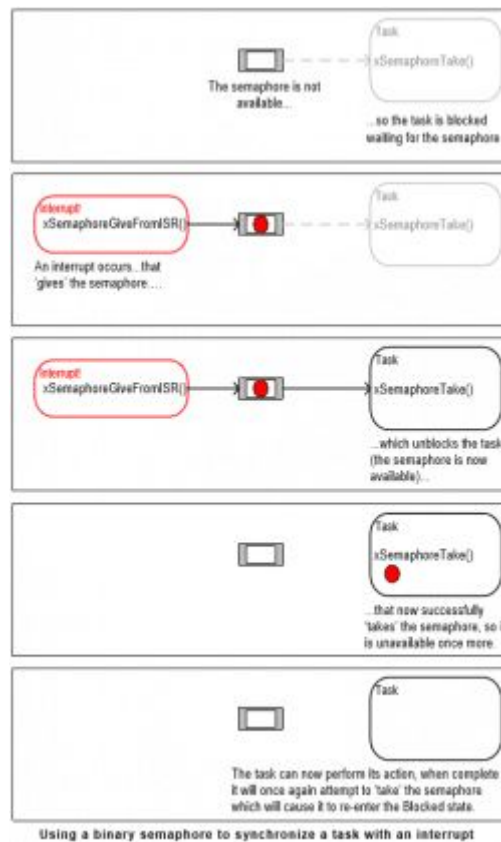 Task
xSemaphoreTake()
The semaphore is not
available...
...so the task is blocked
waiting for the semaphore
Interrupt!
xSemaphoreGiveFromISR()
Task
xSemaphoreTake()
An interrupt occurs...that
'gives' the semaphore....
Interrupt!
xSemaphoreGiveFromISR()
Task
xSemaphoreTake()
...which unblocks the task
(the semaphore is now
available)...
Task
xSemaphoreTake()
...that now successfully
'takes' the semaphore, so i
is unavailable once more.
Task
The task can now perform its action, when complete
it will once again attempt to 'take' the semaphore
which will cause it to re-enter the Blocked state.
Using a binary semaphore to synchronize a task with an interrupt